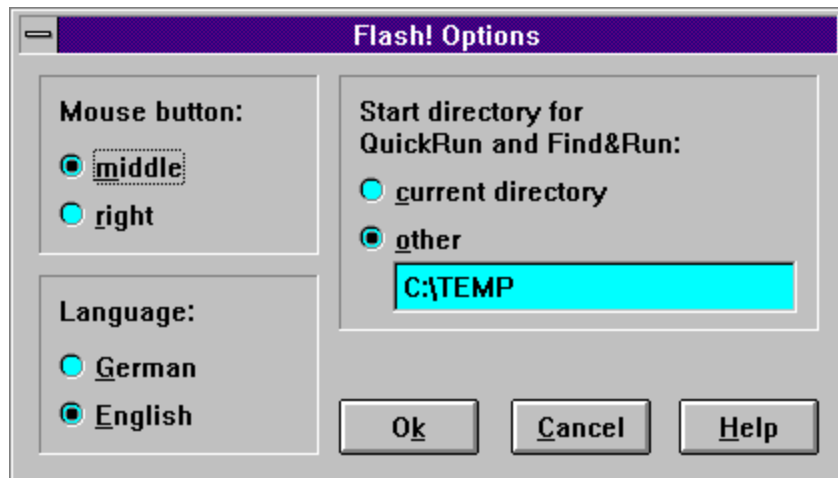 Flash! Options
Mouse button:
middle
right
Language:
German
English
Start directory for
QuickRun and Find&Run:
current directory
other
C:\TEMP
Ok
Cancel
Help